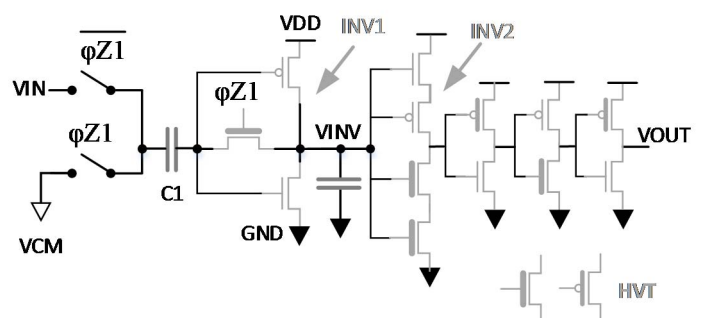 φZ1
VIN
φZ1
VCM
C1
φZ1
VDD
GND
VINV
INV1
INV2
VOUT
HVT